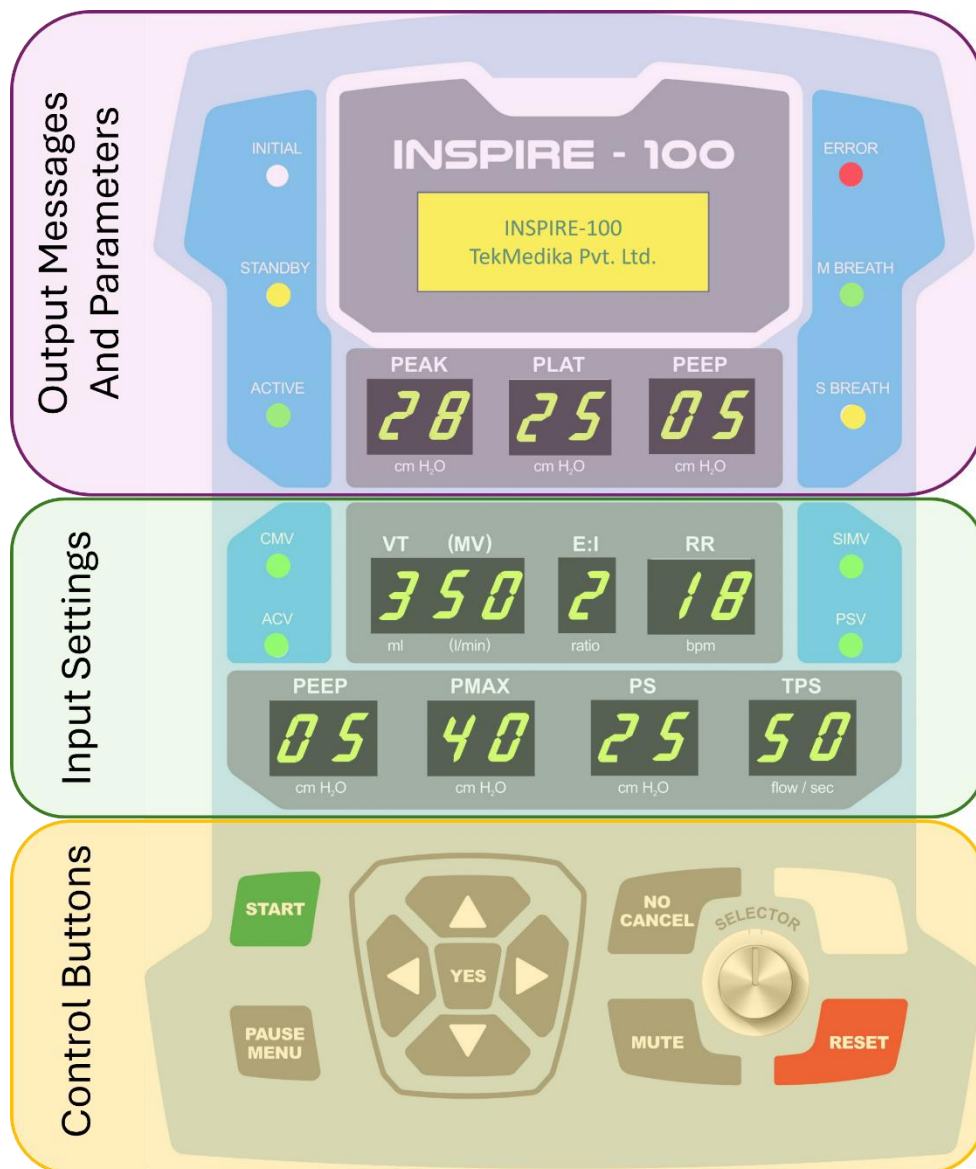 Output Messages
And Parameters
INITIAL
INSPIRE - 100
ERROR
INSPIRE-100
TekMedika Pvt. Ltd.
STANDBY
M BREATH
PEAK PLAT PEEP
ACTIVE
S BREATH
28 25 05
cm H₂O cm H₂O cm H₂O
Input Settings
CMV
VT (MV) E:I RR
SIMV
350 2 18
ACV
PSV
ml (l/min) ratio bpm
PEEP PMAX PS TPS
05 40 25 50
cm H₂O cm H₂O cm H₂O flow / sec
Control Buttons
START
NO
CANCEL
SELECTOR
YES
PAUSE
MENU
MUTE
RESET